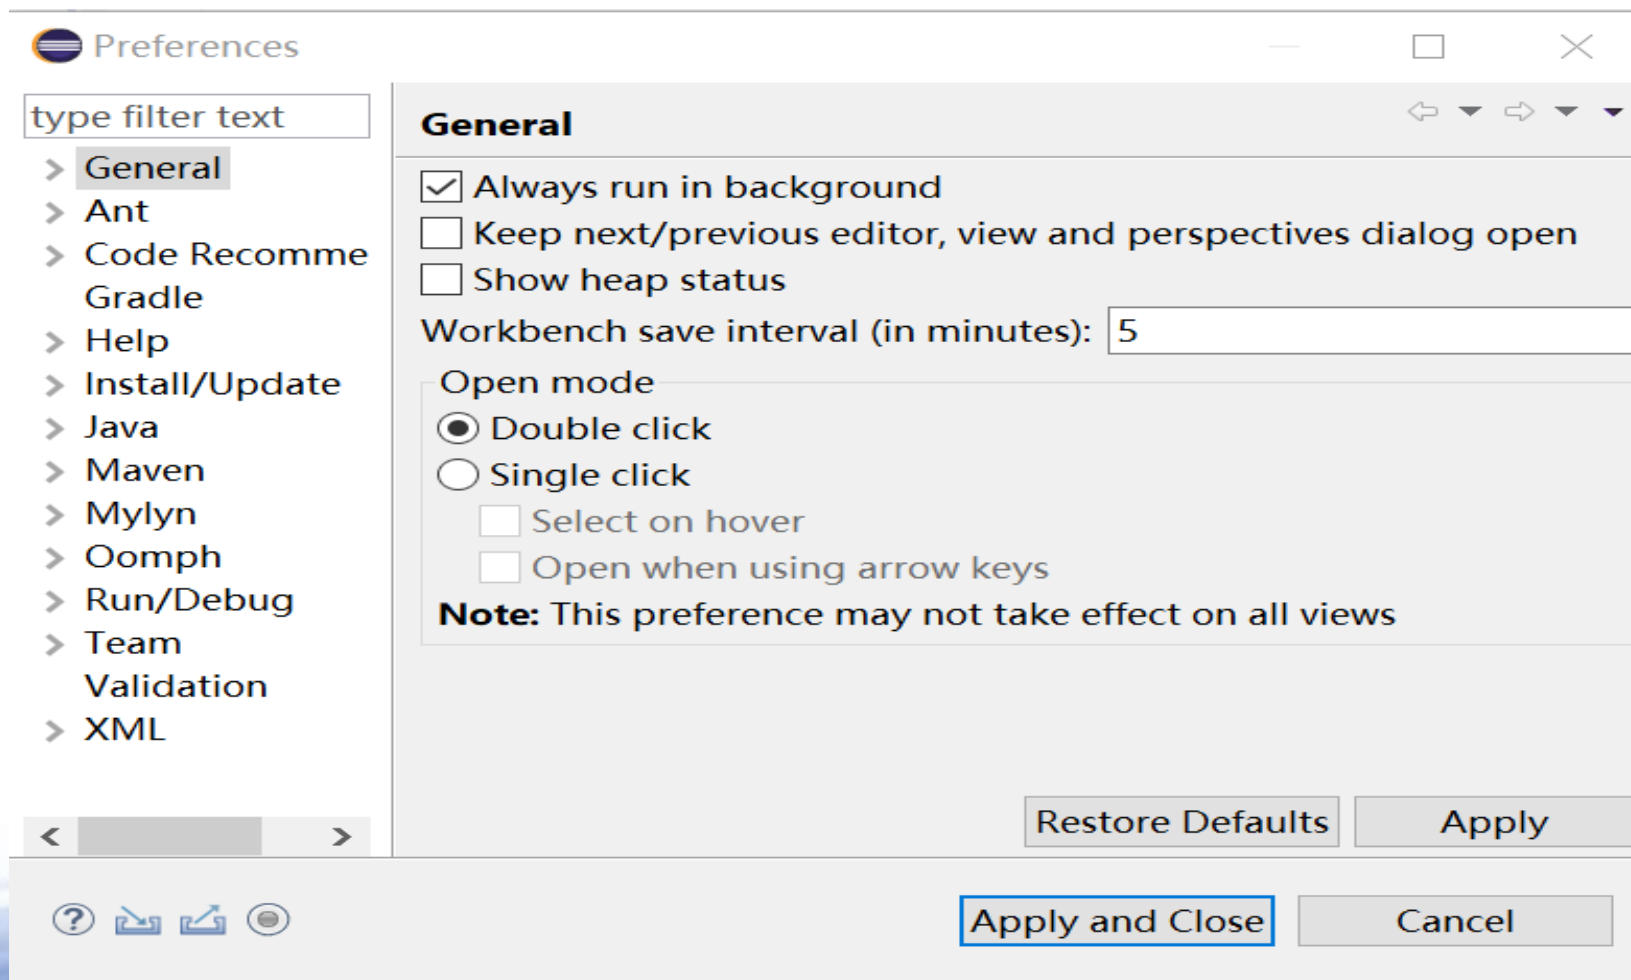 Preferences
type filter text
General
Ant
Code Recomme
Gradle
Help
Install/Update
Java
Maven
Mylyn
Oomph
Run/Debug
Team
Validation
XML
General
Always run in background
Keep next/previous editor, view and perspectives dialog open
Show heap status
Workbench save interval (in minutes): 5
Open mode
Double click
Single click
Select on hover
Open when using arrow keys
Note: This preference may not take effect on all views
Restore Defaults Apply
Apply and Close Cancel